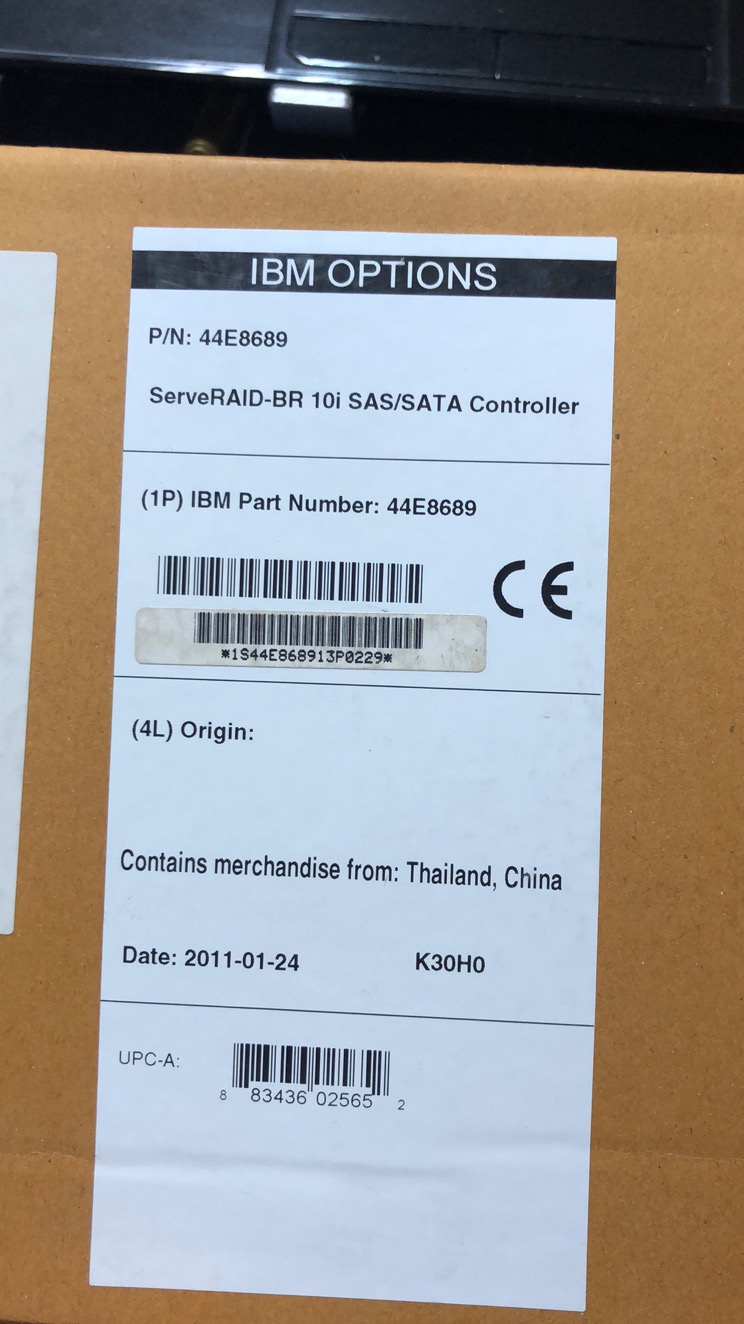 IBM OPTIONS
P/N: 44E8689
ServeRAID-BR 10i SAS/SATA Controller
(1P) IBM Part Number: 44E8689
CE
*1S44E868913P0229*
(4L) Origin:
Contains merchandise from: Thailand, China
Date: 2011-01-24 K30H0
UPC-A:
8 83436 02565 2